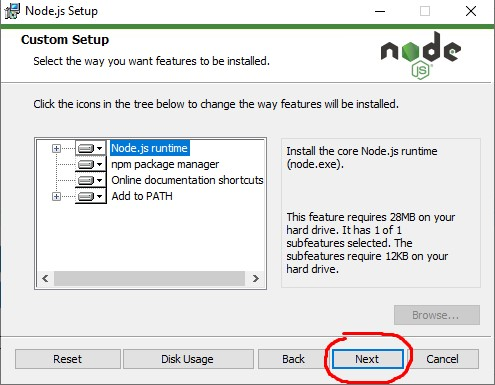 Node.js Setup
Custom Setup
Select the way you want features to be installed.
node
JS
Click the icons in the tree below to change the way features will be installed.
Node.js runtime
npm package manager
Online documentation shortcuts
Add to PATH
Install the core Node.js runtime
(node.exe).
This feature requires 28MB on your
hard drive. It has 1 of 1
subfeatures selected. The
subfeatures require 12KB on your
hard drive.
Browse...
Reset
Disk Usage
Back
Next
Cancel